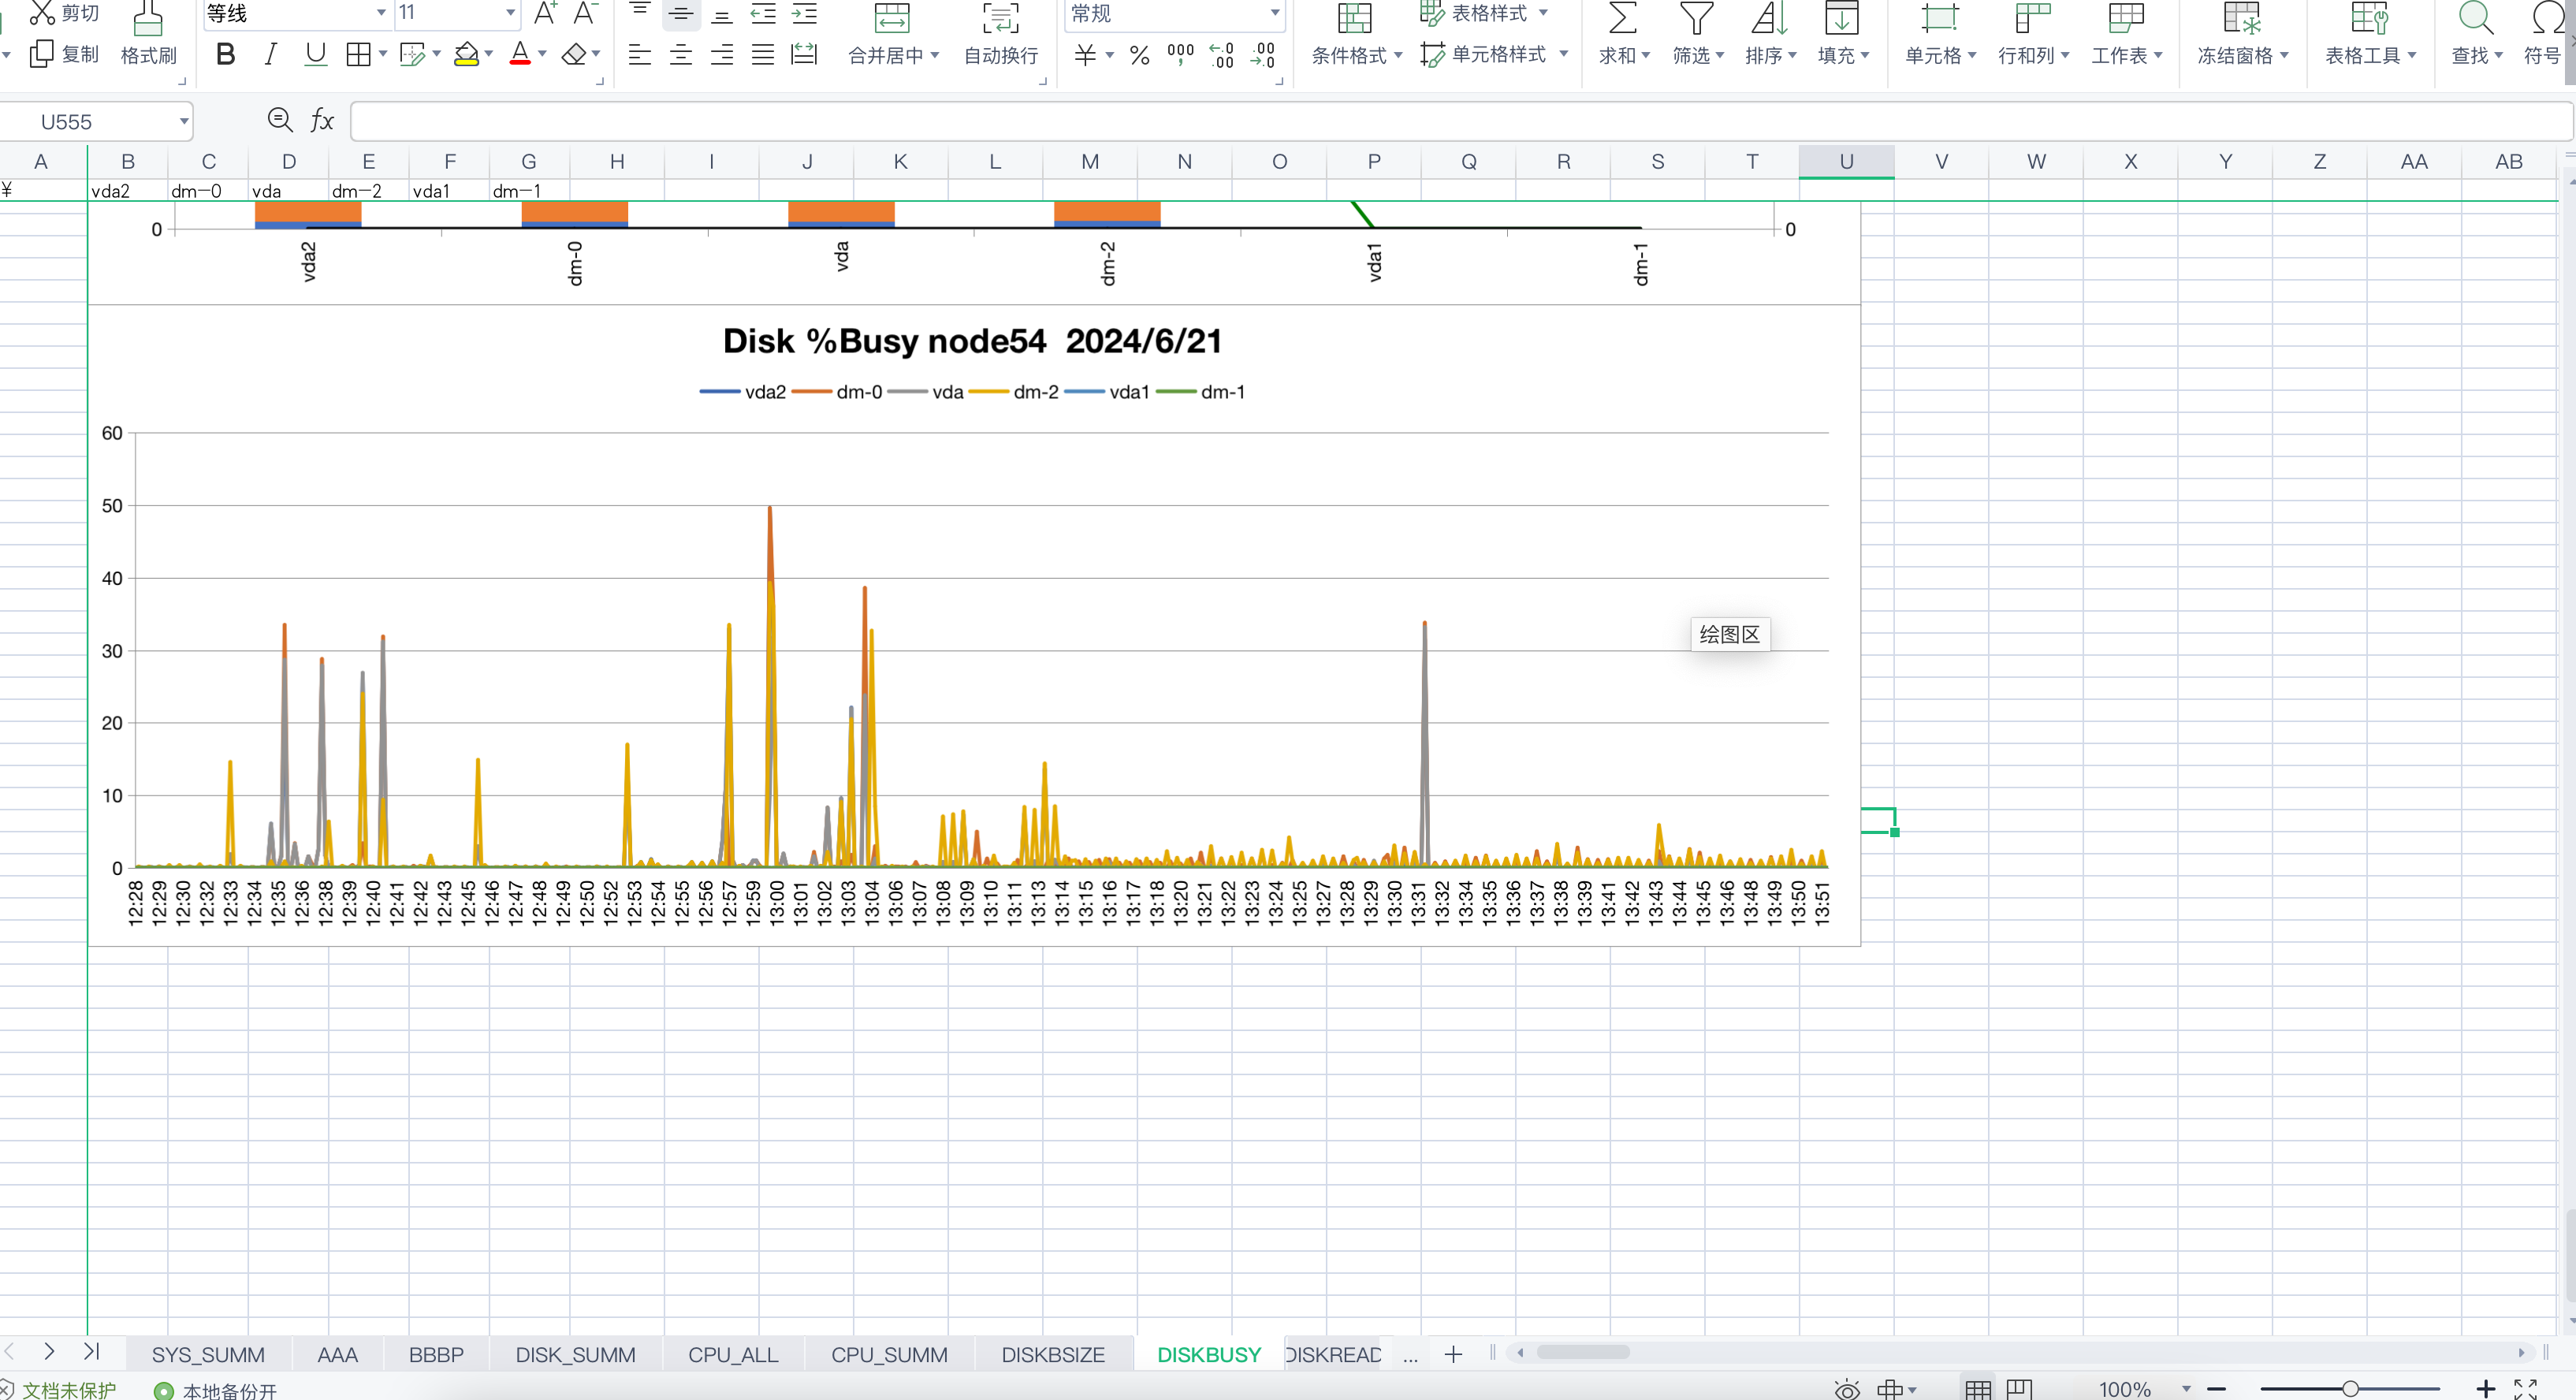 剪切 等线 11 A+ A- 常规 表格样式
复制 格式刷 B I U A 合并居中 自动换行 ¥ % 000 条件格式 单元格样式 求和 筛选 排序 填充 单元格 行和列 工作表 冻结窗格 表格工具 查找 符号
←.0 .00 .00 →.0
U555 fx
A B C D E F G H I J K L M N O P Q R S T U V W X Y Z AA AB
¥ vda2 dm-0 vda dm-2 vda1 dm-1
0 0
vda2 dm-0 vda dm-2 vda1 dm-1
Disk %Busy node54 2024/6/21
vda2 dm-0 vda dm-2 vda1 dm-1
60
50
40
30
20
10
0
绘图区
12:28 12:29 12:30 12:32 12:33 12:34 12:35 12:36 12:38 12:39 12:40 12:41 12:42 12:43 12:45 12:46 12:47 12:48 12:49 12:50 12:52 12:53 12:54 12:55 12:56 12:57 12:59 13:00 13:01 13:02 13:03 13:04 13:06 13:07 13:08 13:09 13:10 13:11 13:13 13:14 13:15 13:16 13:17 13:18 13:20 13:21 13:22 13:23 13:24 13:25 13:27 13:28 13:29 13:30 13:31 13:32 13:34 13:35 13:36 13:37 13:38 13:39 13:41 13:42 13:43 13:44 13:45 13:46 13:48 13:49 13:50 13:51
SYS_SUMM AAA BBBP DISK_SUMM CPU_ALL CPU_SUMM DISKBSIZE DISKBUSY DISKREAD ... +
文档未保护 本地备份开 100% − +